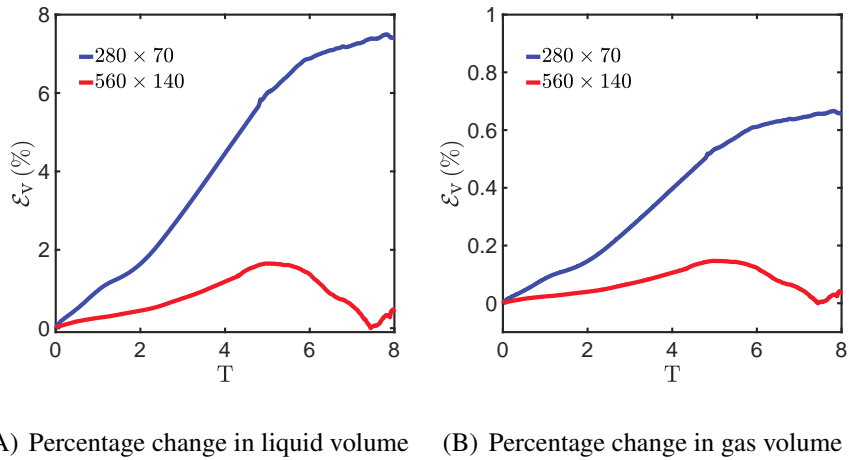 8
6
4
2
0
ℰ_V (%)
280 × 70
560 × 140
0 2 4 6 8
T
1
0.8
0.6
0.4
0.2
0
ℰ_V (%)
280 × 70
560 × 140
0 2 4 6 8
T
A) Percentage change in liquid volume
(B) Percentage change in gas volume